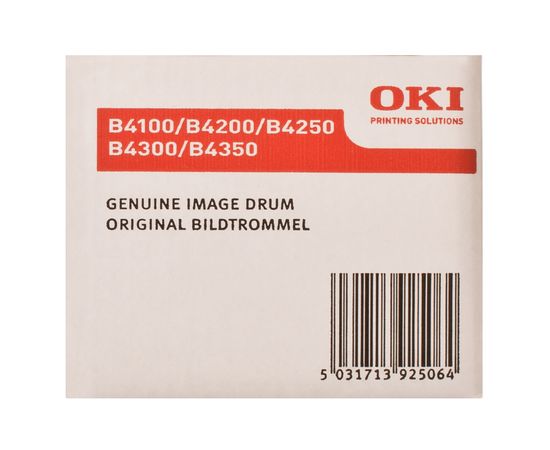 OKI
PRINTING SOLUTIONS
B4100/B4200/B4250
B4300/B4350
GENUINE IMAGE DRUM
ORIGINAL BILDTROMMEL
5 031713 925064